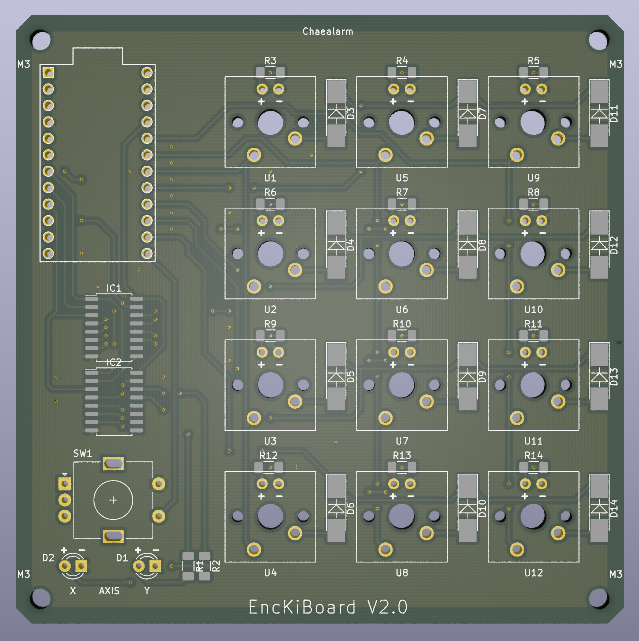 Chaealarm
M3 M3
R3 R4 R5
+ − + − + −
D3 D7 D11
U1 U5 U9
R6 R7 R8
+ − + − + −
D4 D8 D12
U2 U6 U10
IC1
R9 R10 R11
+ − + − + −
IC2
D5 D9 D13
U3 U7 U11
SW1 R12 R13 R14
+ − + − + −
D6 D10 D14
+ − + −
D2 D1 R1 R2
M3 U4 U8 U12 M3
X AXIS Y
EncKiBoard V2.0